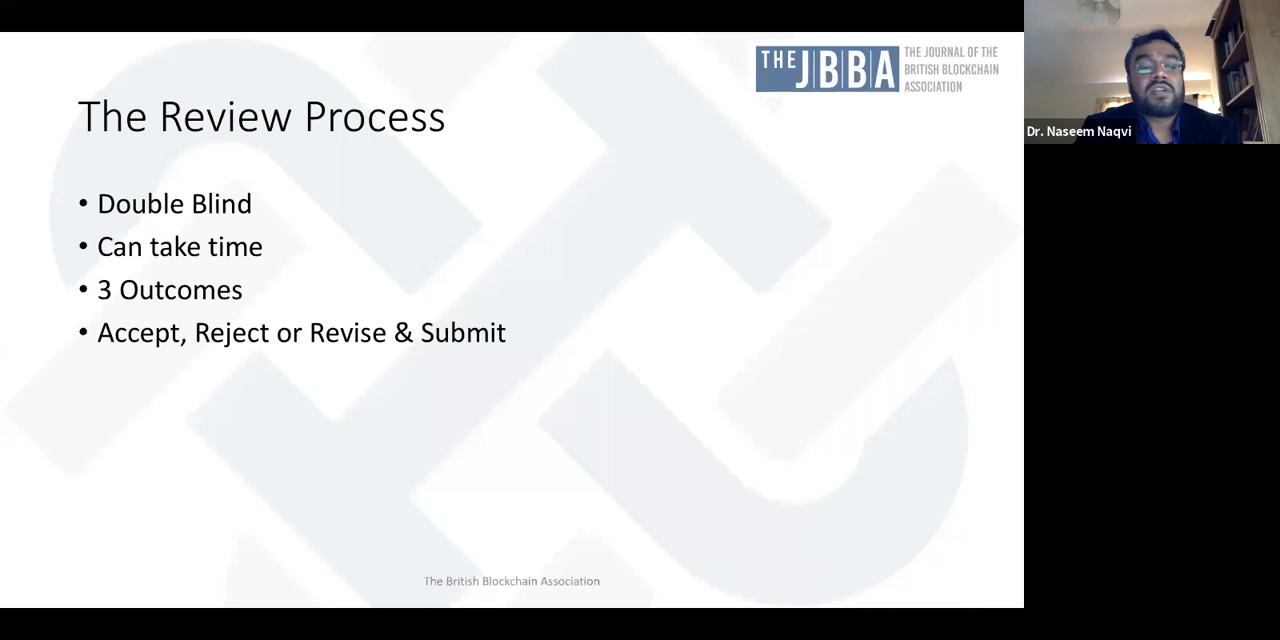 THE JBBA
THE JOURNAL OF THE
BRITISH BLOCKCHAIN
ASSOCIATION
Dr. Naseem Naqvi
The Review Process
• Double Blind
• Can take time
• 3 Outcomes
• Accept, Reject or Revise & Submit
The British Blockchain Association